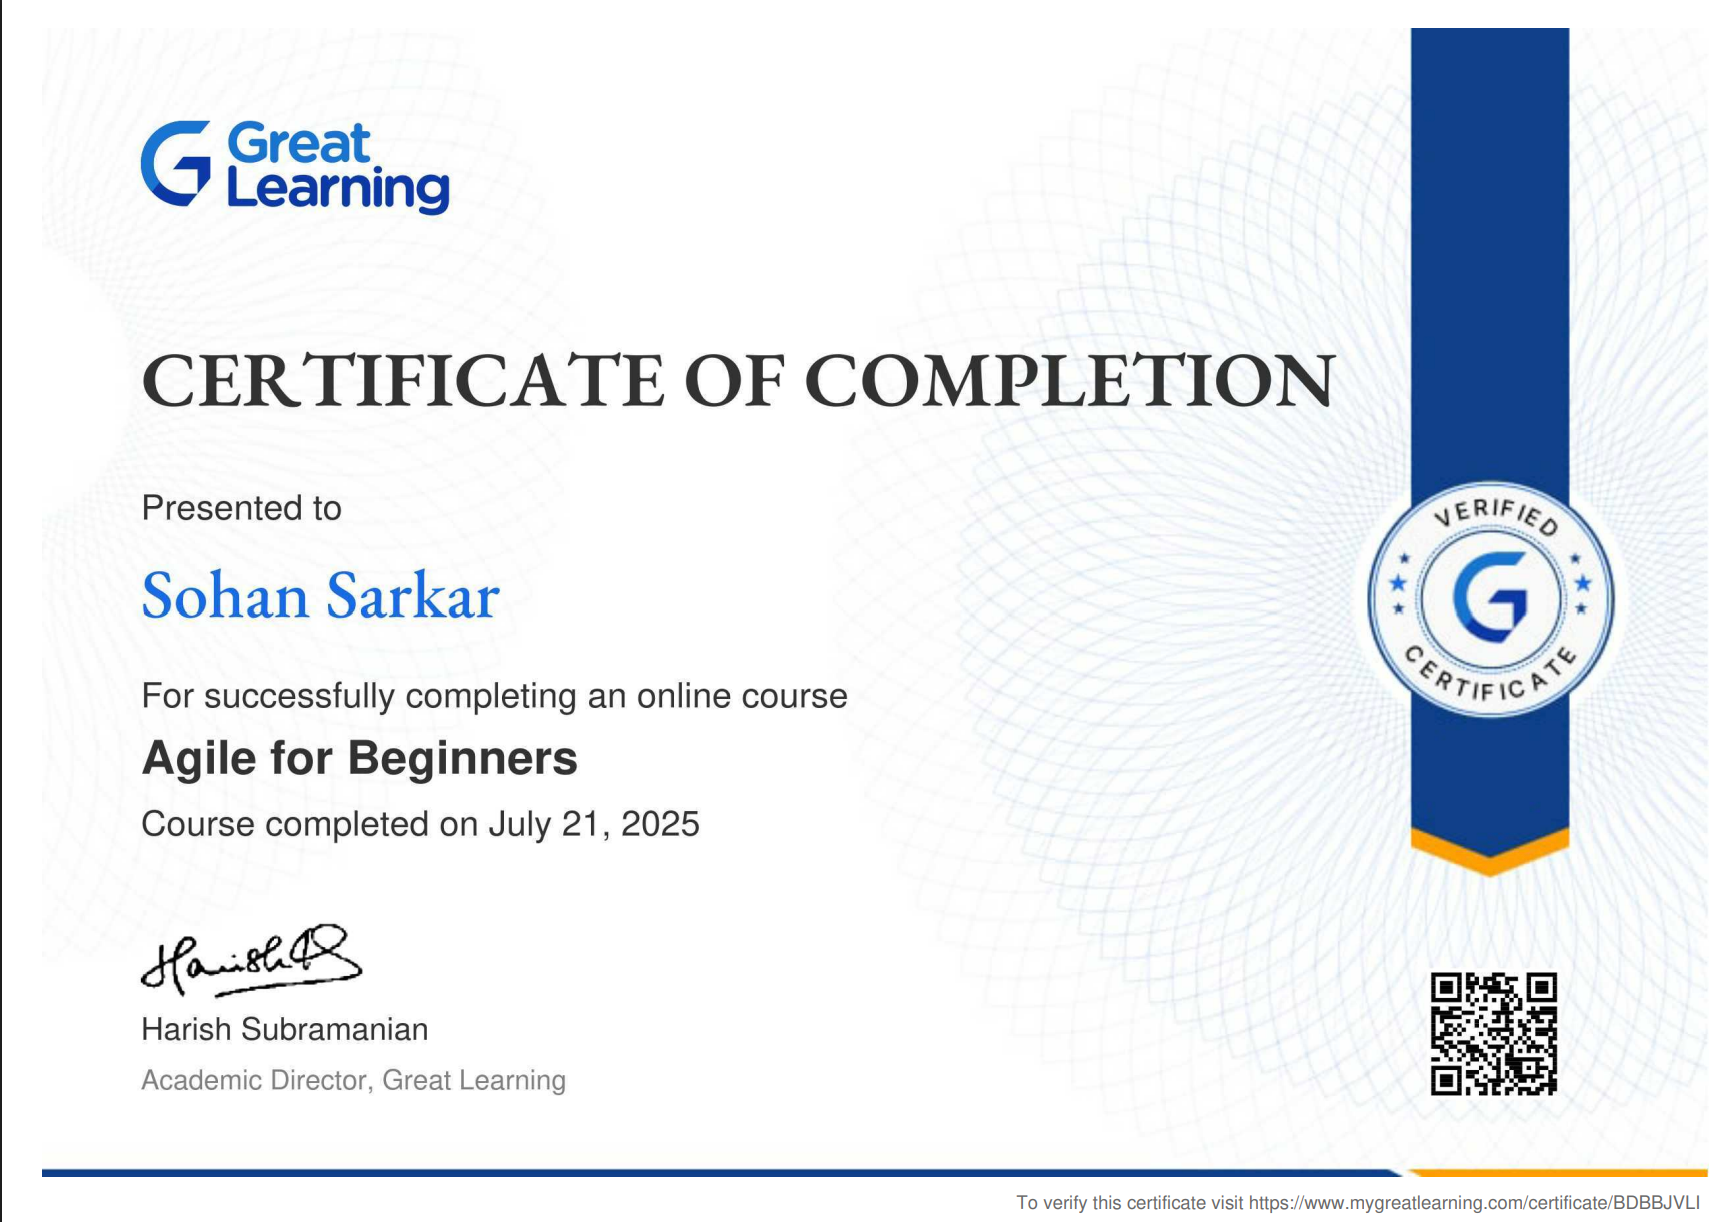 Great
Learning
CERTIFICATE OF COMPLETION
Presented to
Sohan Sarkar
For successfully completing an online course
Agile for Beginners
Course completed on July 21, 2025
VERIFIED
CERTIFICATE
Harish
Harish Subramanian
Academic Director, Great Learning
To verify this certificate visit https://www.mygreatlearning.com/certificate/BDBBJVLI